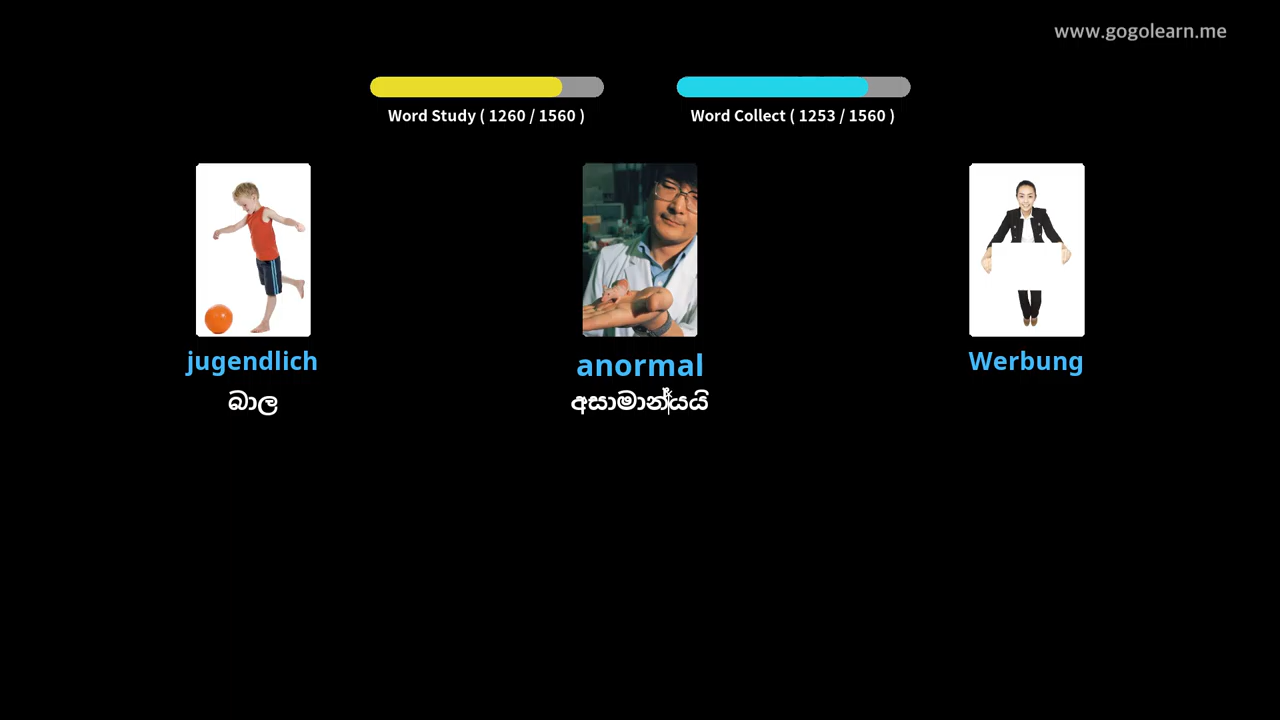 www.gogolearn.me
Word Study ( 1260 / 1560 )
Word Collect ( 1253 / 1560 )
jugendlich
anormal
Werbung
බාල
අසාමාන්‍යයි